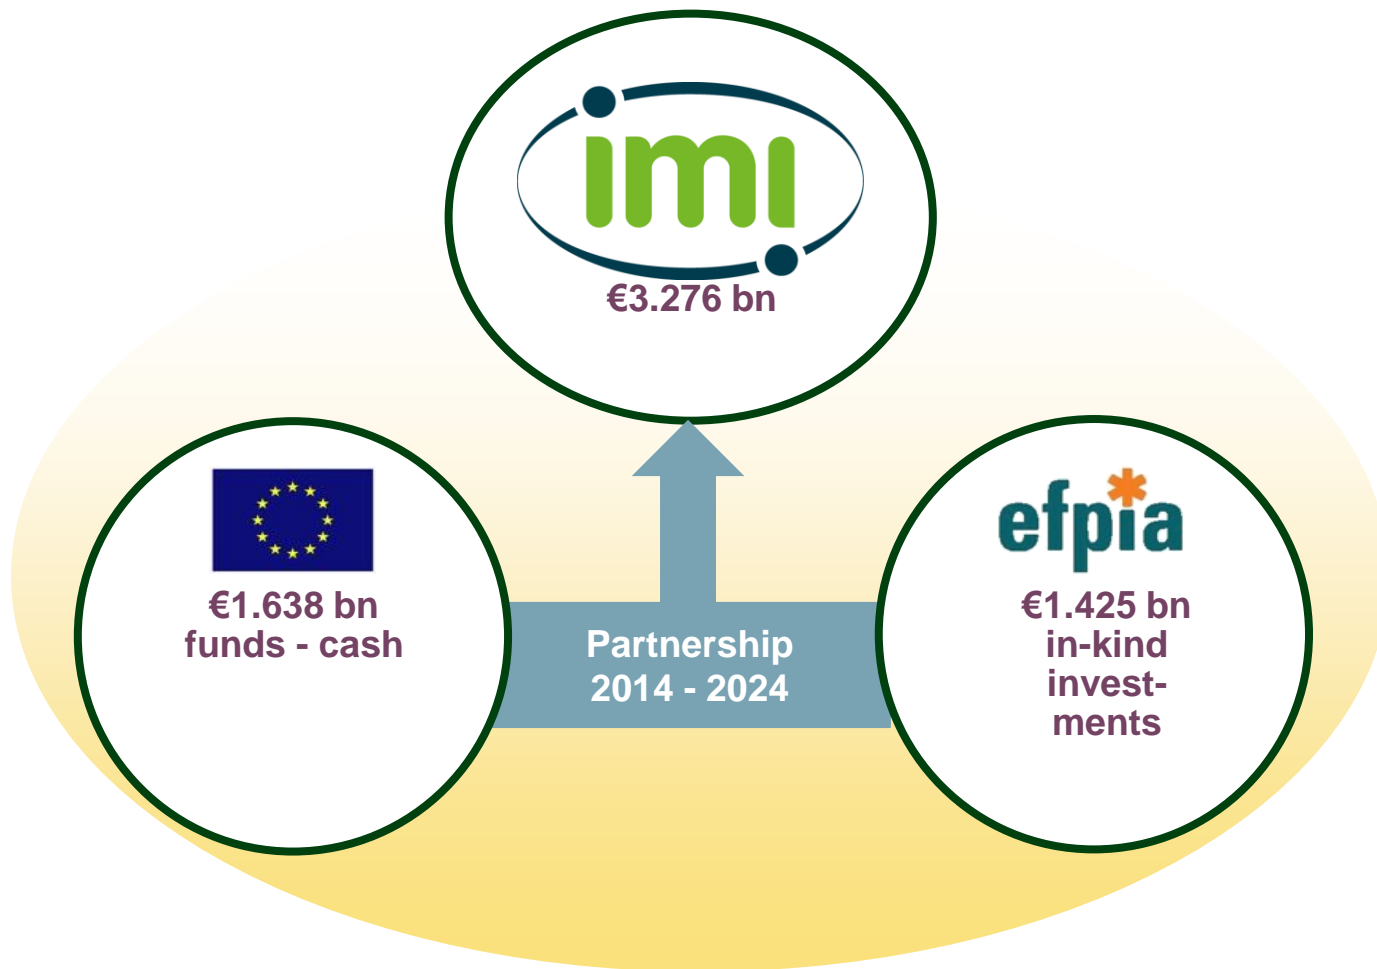 imi
€3.276 bn
€1.638 bn
funds - cash
Partnership
2014 - 2024
efpia
€1.425 bn
in-kind
invest-
ments